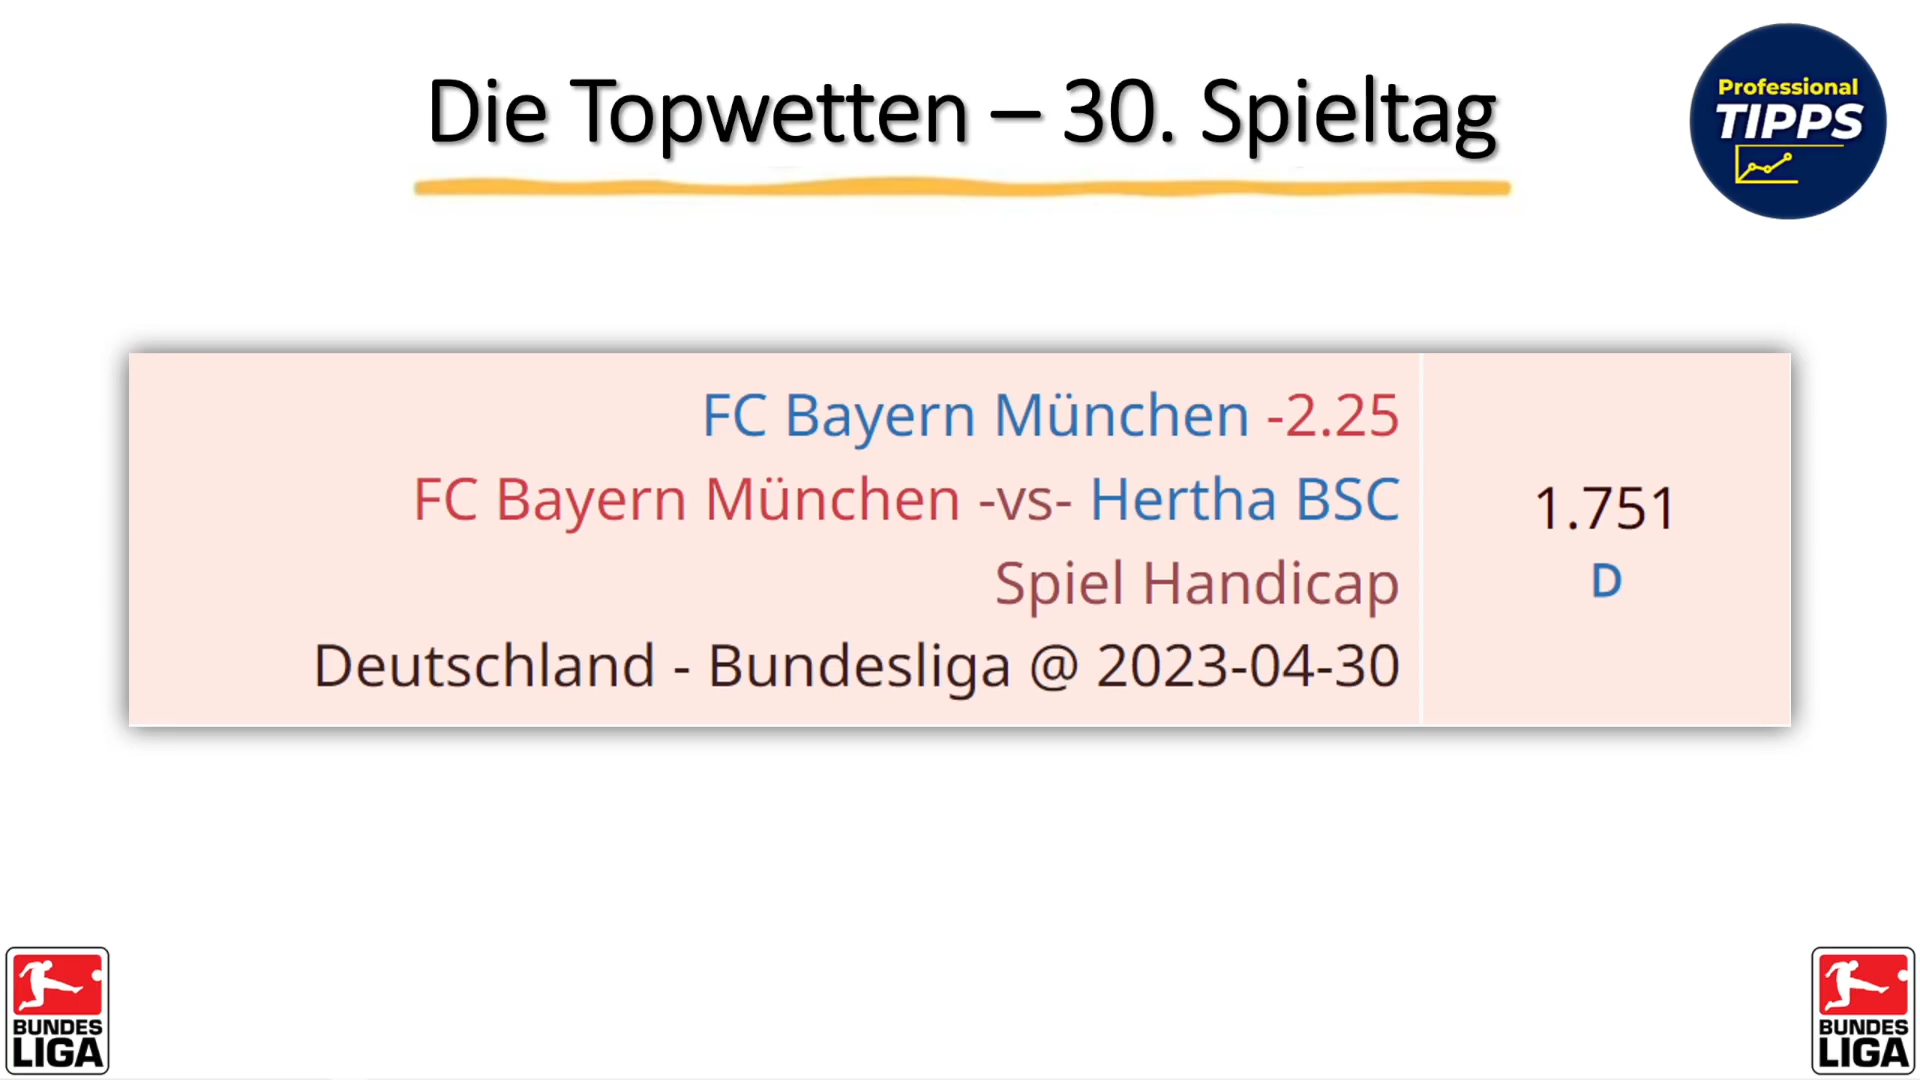 Die Topwetten – 30. Spieltag
Professional
TIPPS
FC Bayern München -2.25
FC Bayern München -vs- Hertha BSC
Spiel Handicap
Deutschland - Bundesliga @ 2023-04-30
1.751
D
BUNDES
LIGA
BUNDES
LIGA